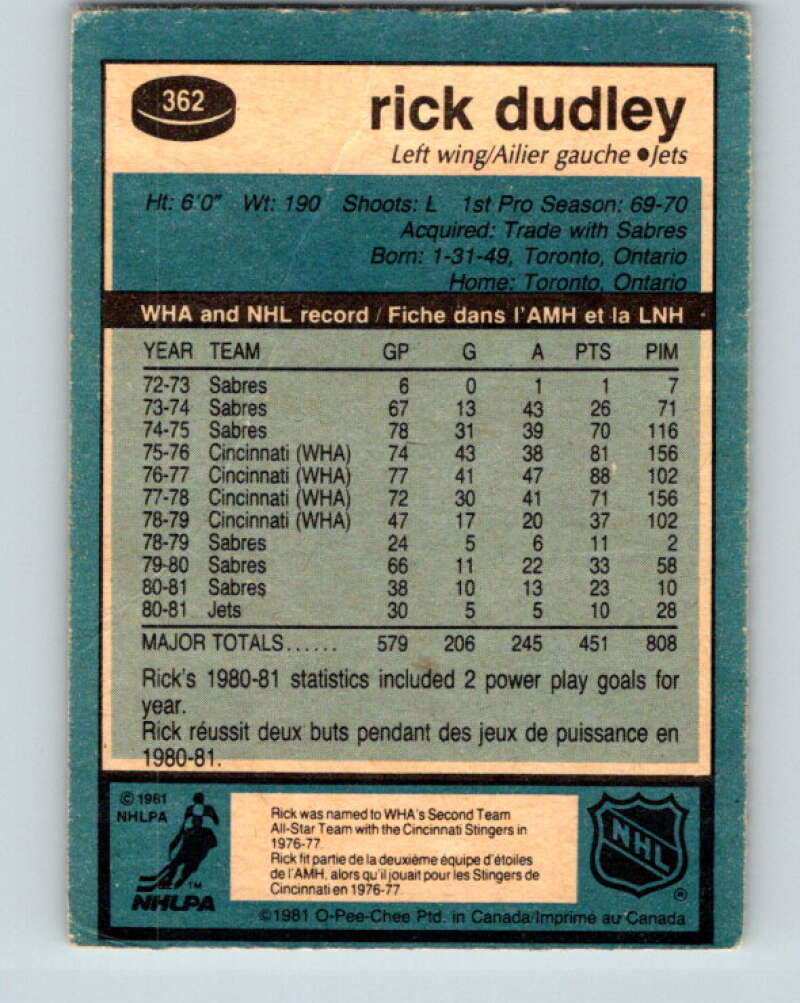 362
rick dudley
Left wing/Ailier gauche ●Jets
Ht: 6'0" Wt: 190 Shoots: L 1st Pro Season: 69-70
Acquired: Trade with Sabres
Born: 1-31-49, Toronto, Ontario
Home: Toronto, Ontario
WHA and NHL record / Fiche dans l'AMH et la LNH
YEAR TEAM GP G A PTS PIM
72-73 Sabres 6 0 1 1 7
73-74 Sabres 67 13 43 26 71
74-75 Sabres 78 31 39 70 116
75-76 Cincinnati (WHA) 74 43 38 81 156
76-77 Cincinnati (WHA) 77 41 47 88 102
77-78 Cincinnati (WHA) 72 30 41 71 156
78-79 Cincinnati (WHA) 47 17 20 37 102
78-79 Sabres 24 5 6 11 2
79-80 Sabres 66 11 22 33 58
80-81 Sabres 38 10 13 23 10
80-81 Jets 30 5 5 10 28
MAJOR TOTALS...... 579 206 245 451 808
Rick's 1980-81 statistics included 2 power play goals for
year.
Rick réussit deux buts pendant des jeux de puissance en
1980-81.
© 1981
NHLPA
TM
NHLPA
Rick was named to WHA's Second Team
All-Star Team with the Cincinnati Stingers in
1976-77.
Rick fit partie de la deuxième équipe d'étoiles
de l'AMH, alors qu'il jouait pour les Stingers de
Cincinnati en 1976-77.
NHL
®
©1981 O-Pee-Chee Ptd. in Canada/Imprimé au Canada